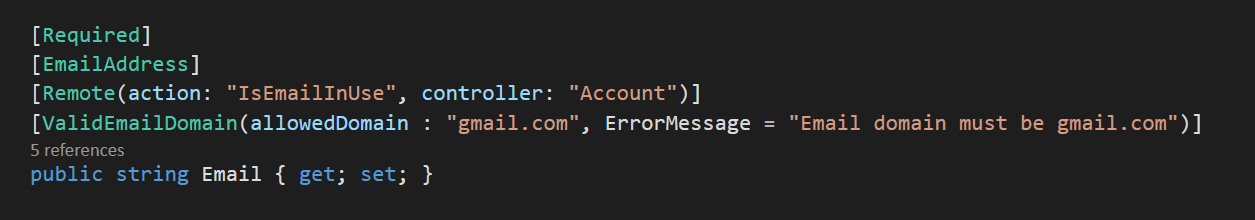 [Required]
[EmailAddress]
[Remote(action: "IsEmailInUse", controller: "Account")]
[ValidEmailDomain(allowedDomain : "gmail.com", ErrorMessage = "Email domain must be gmail.com")]
5 references
public string Email { get; set; }